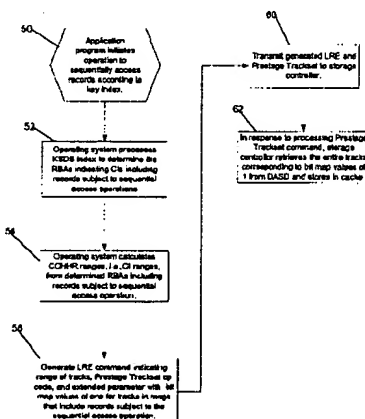 50
Application
program initiates
operation to
sequentially access
records according to
key index.
52
Operating system processes
KSDS Index to determine the
RBAs indicating CIs including
records subject to sequential
access operations.
54
Operating system calculates
CCHHR ranges, i.e., CI ranges,
from determined RBAs including
records subject to sequential
access operation.
58
Generate LRE command indicating
range of tracks, Prestage Trackset op
code, and extended parameter with bit
map values of one for tracks in range
that include records subject to the
sequential access operation.
60
Transmit generated LRE and
Prestage Trackset to storage
controller.
62
In response to processing Prestage
Trackset command, storage
controller retrieves the entire tracks
corresponding to bit map values of
1 from DASD and stores in cache